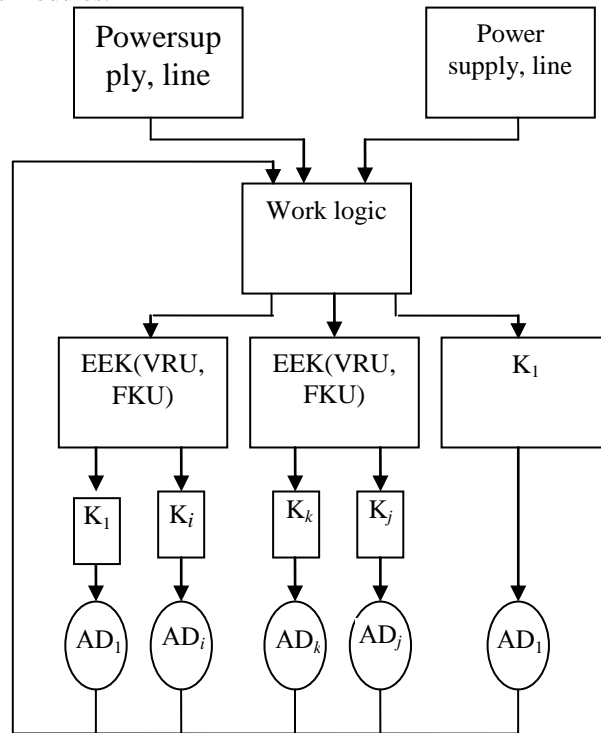 Powersup
ply, line
Power
supply, line
Work logic
EEK(VRU,
FKU)
EEK(VRU,
FKU)
K₁
K₁
Kᵢ
Kₖ
Kⱼ
AD₁
ADᵢ
ADₖ
ADⱼ
AD₁